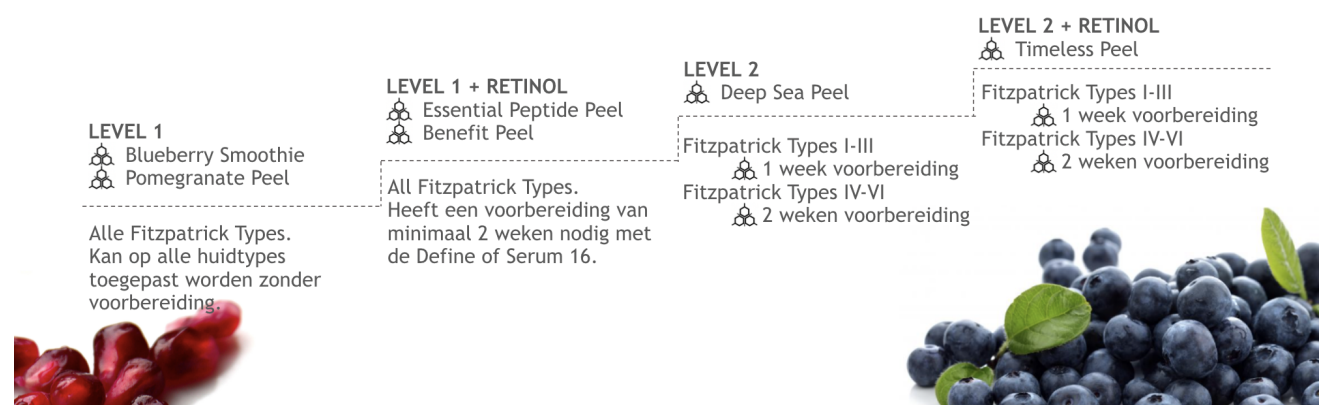 LEVEL 1
Blueberry Smoothie
Pomegranate Peel
Alle Fitzpatrick Types.
Kan op alle huidtypes
toegepast worden zonder
voorbereiding.
LEVEL 1 + RETINOL
Essential Peptide Peel
Benefit Peel
All Fitzpatrick Types.
Heeft een voorbereiding van
minimaal 2 weken nodig met
de Define of Serum 16.
LEVEL 2
Deep Sea Peel
Fitzpatrick Types I-III
1 week voorbereiding
Fitzpatrick Types IV-VI
2 weken voorbereiding
LEVEL 2 + RETINOL
Timeless Peel
Fitzpatrick Types I-III
1 week voorbereiding
Fitzpatrick Types IV-VI
2 weken voorbereiding